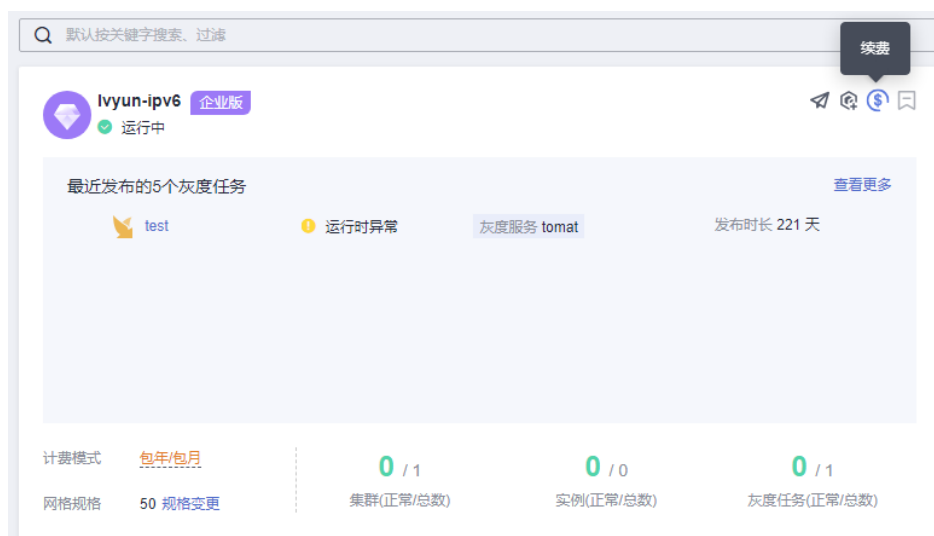 默认按关键字搜索、过滤
续费
lvyun-ipv6 企业版
运行中
最近发布的5个灰度任务 查看更多
test 运行时异常 灰度服务 tomat 发布时长 221 天
计费模式 包年/包月
网格规格 50 规格变更
0 / 1
集群(正常/总数)
0 / 0
实例(正常/总数)
0 / 1
灰度任务(正常/总数)